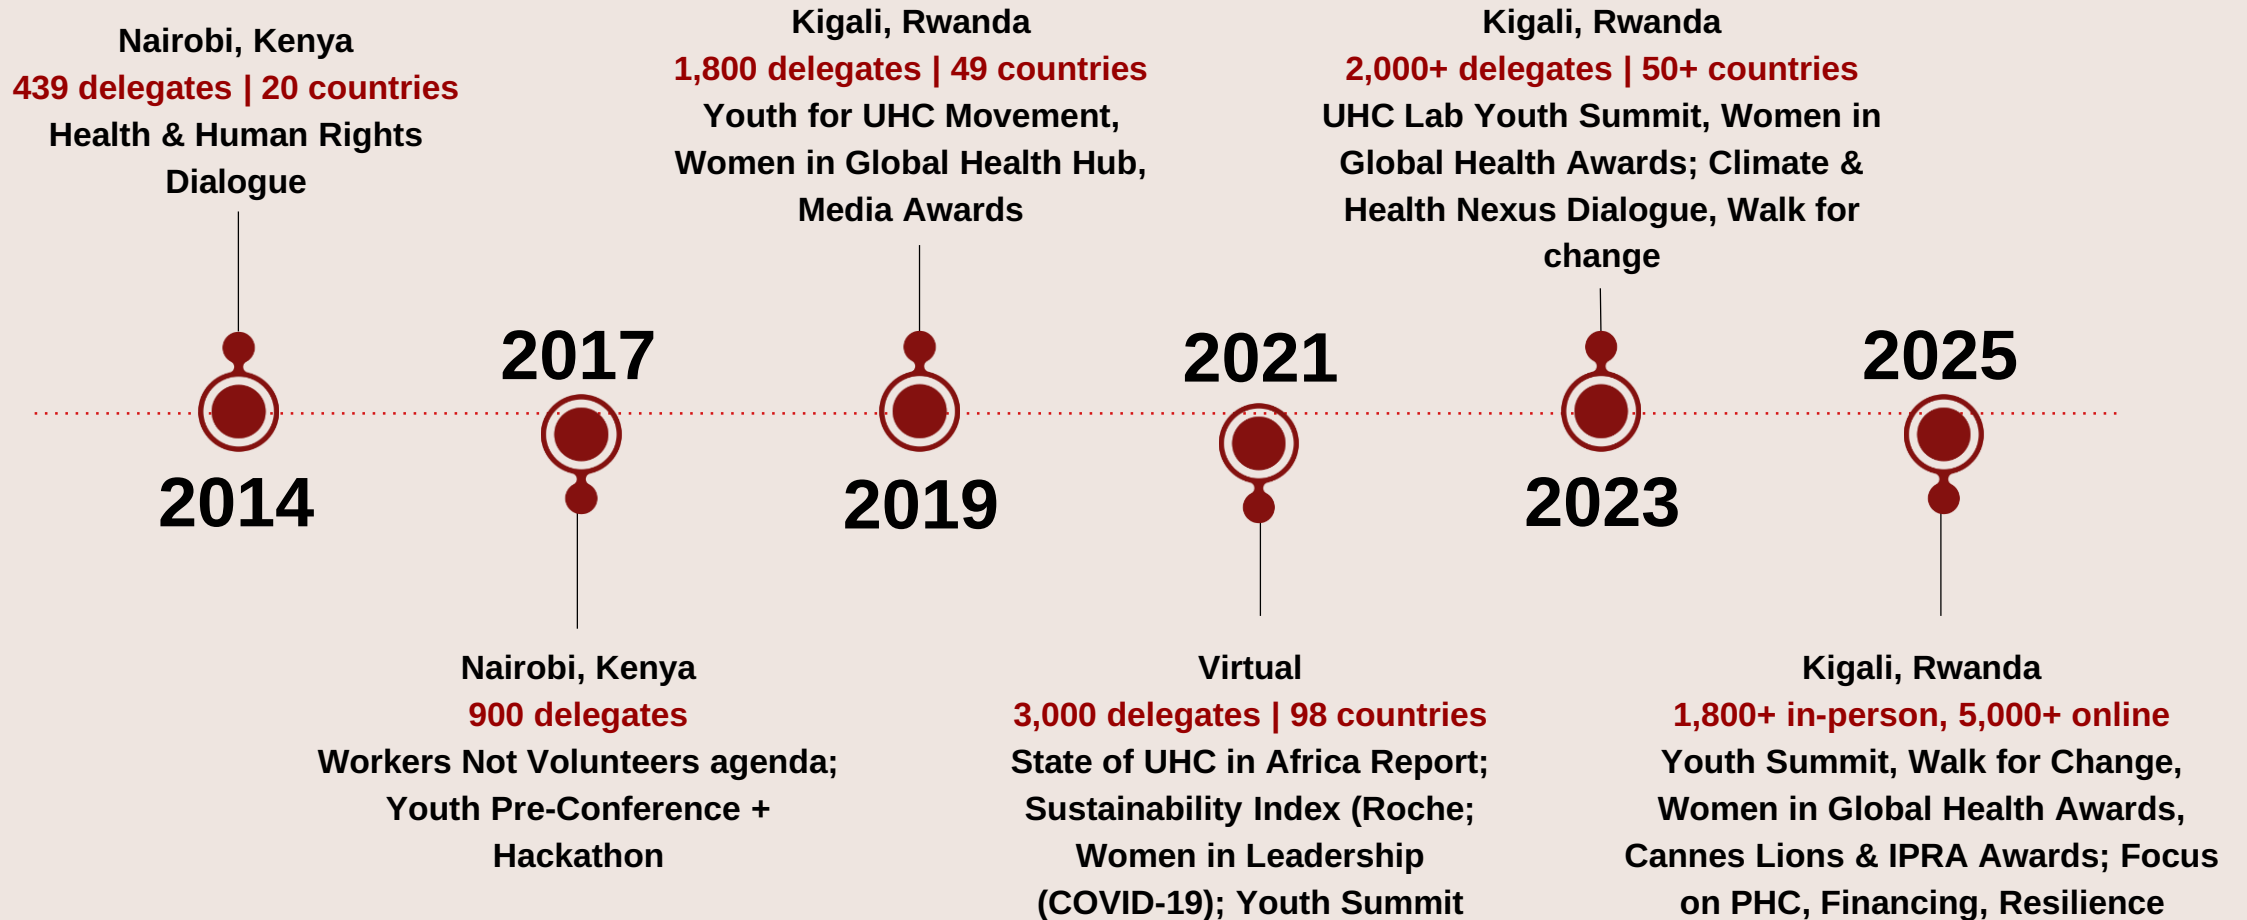 Nairobi, Kenya
439 delegates | 20 countries
Health & Human Rights
Dialogue
2014
2017
Nairobi, Kenya
900 delegates
Workers Not Volunteers agenda;
Youth Pre-Conference +
Hackathon
Kigali, Rwanda
1,800 delegates | 49 countries
Youth for UHC Movement,
Women in Global Health Hub,
Media Awards
2019
2021
Virtual
3,000 delegates | 98 countries
State of UHC in Africa Report;
Sustainability Index (Roche;
Women in Leadership
(COVID-19); Youth Summit
Kigali, Rwanda
2,000+ delegates | 50+ countries
UHC Lab Youth Summit, Women in
Global Health Awards; Climate &
Health Nexus Dialogue, Walk for
change
2023
2025
Kigali, Rwanda
1,800+ in-person, 5,000+ online
Youth Summit, Walk for Change,
Women in Global Health Awards,
Cannes Lions & IPRA Awards; Focus
on PHC, Financing, Resilience